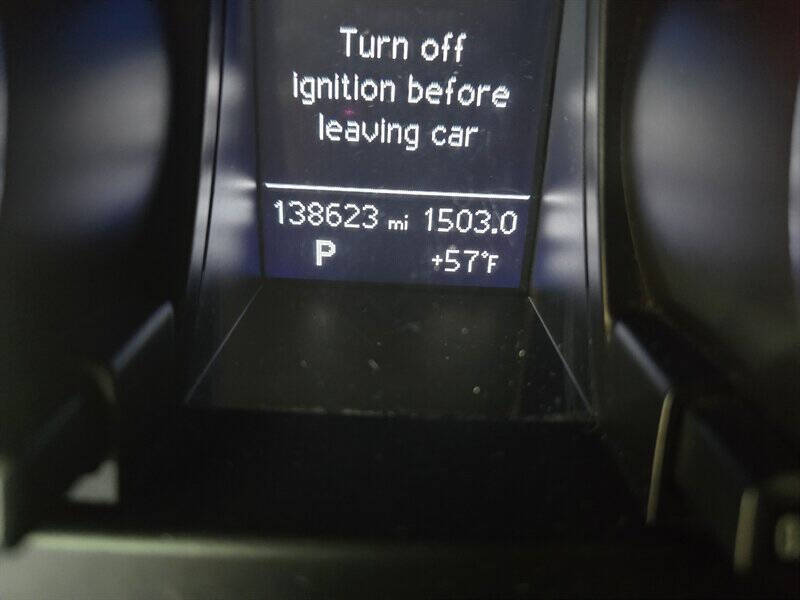 Turn off
ignition before
leaving car
138623 mi 1503.0
P +57°F